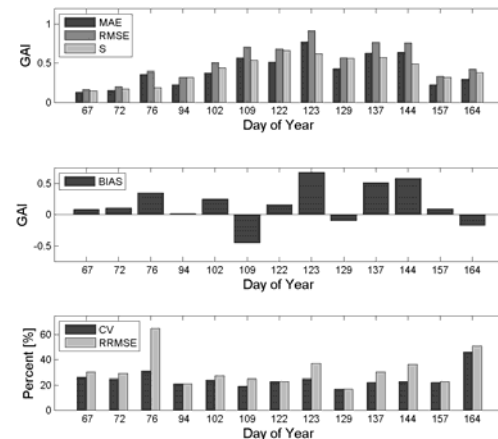 1
0.5
0
GAI
MAE
RMSE
S
67 72 76 94 102 109 122 123 129 137 144 157 164
Day of Year
0.5
0
-0.5
GAI
BIAS
67 72 76 94 102 109 122 123 129 137 144 157 164
Day of Year
60
40
20
0
Percent [%]
CV
RRMSE
67 72 76 94 102 109 122 123 129 137 144 157 164
Day of Year